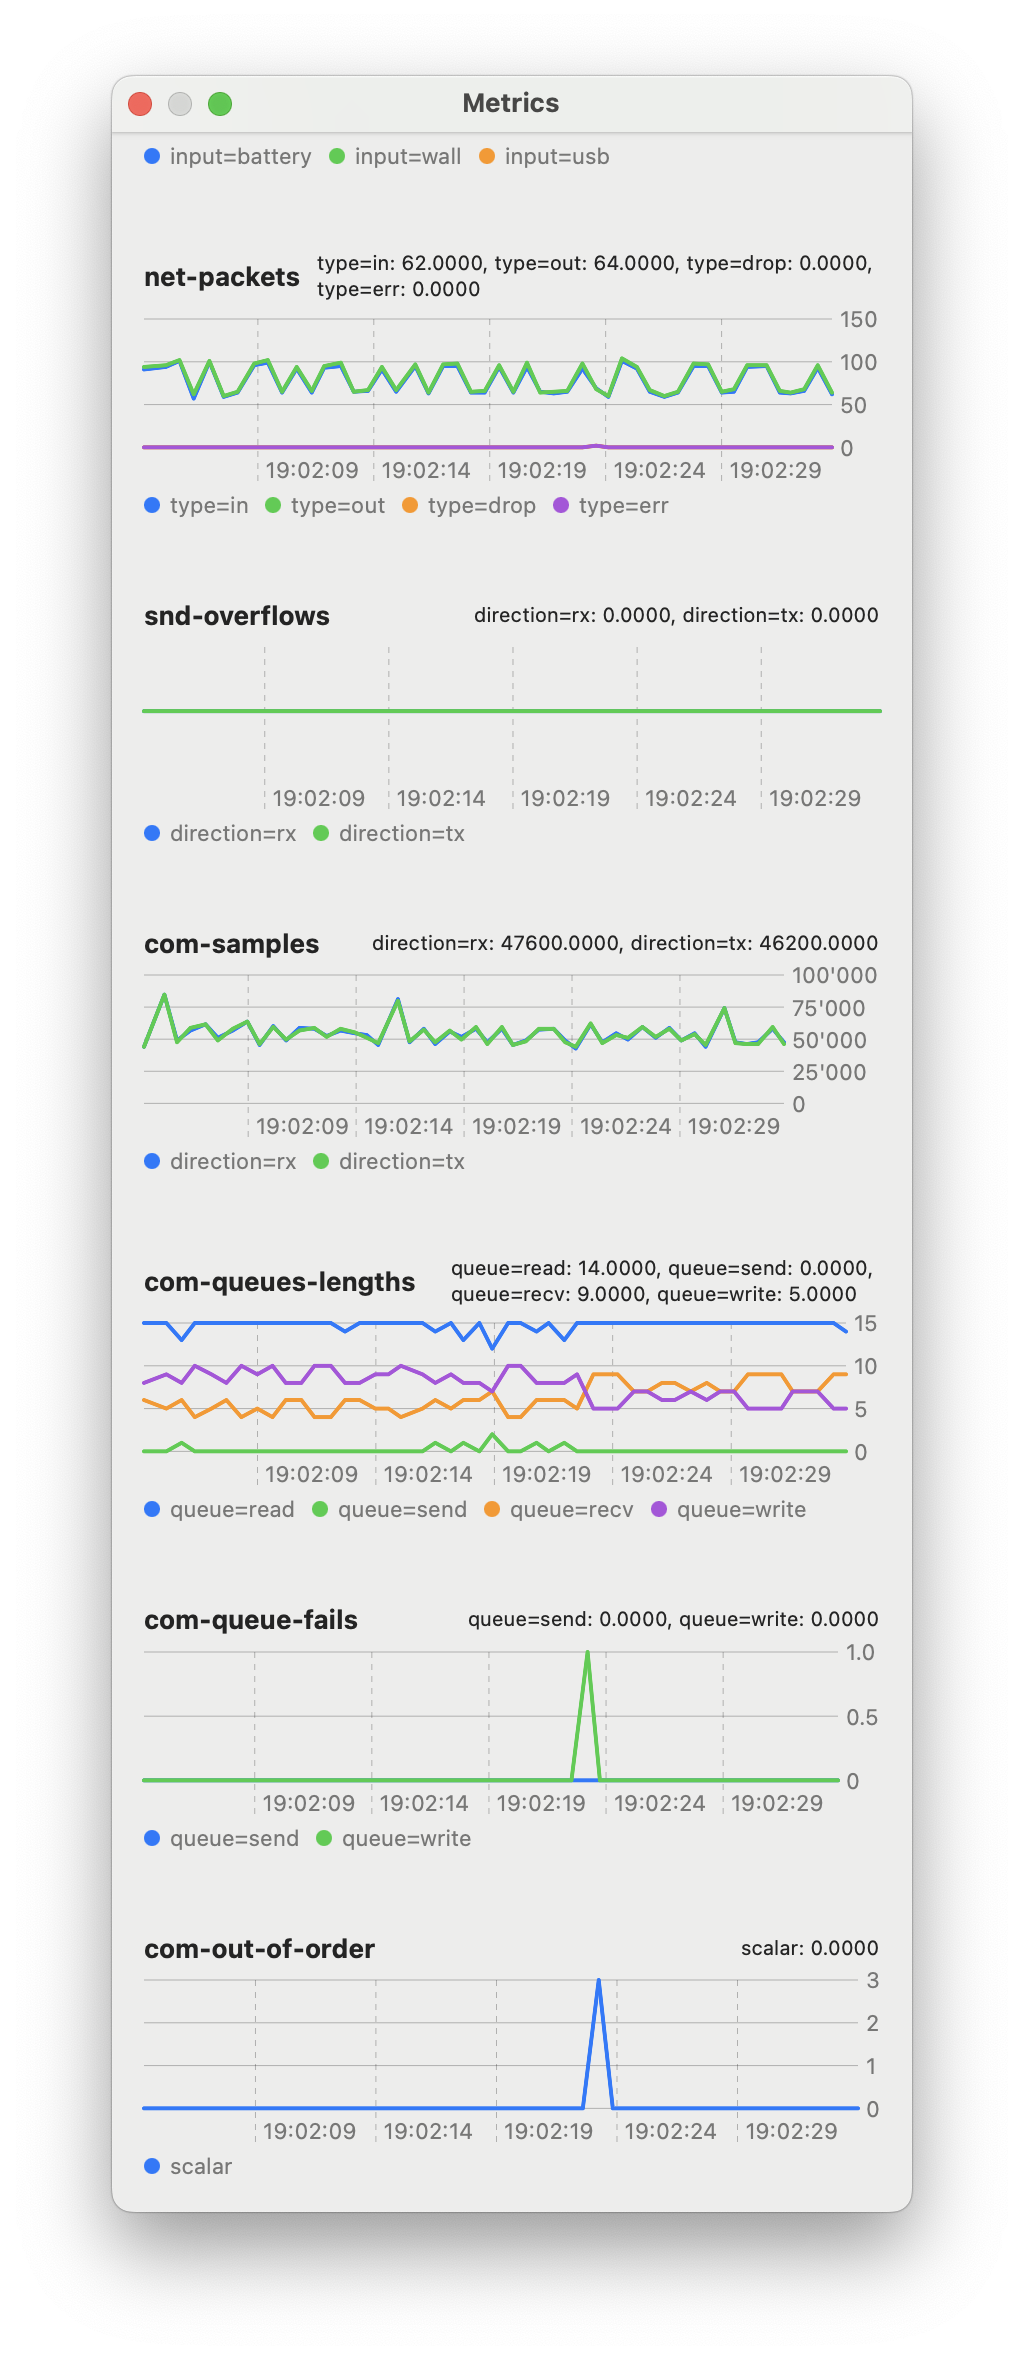 Metrics
input=battery input=wall input=usb
net-packets
type=in: 62.0000, type=out: 64.0000, type=drop: 0.0000,
type=err: 0.0000
150
100
50
0
19:02:09 19:02:14 19:02:19 19:02:24 19:02:29
type=in type=out type=drop type=err
snd-overflows
direction=rx: 0.0000, direction=tx: 0.0000
19:02:09 19:02:14 19:02:19 19:02:24 19:02:29
direction=rx direction=tx
com-samples
direction=rx: 47600.0000, direction=tx: 46200.0000
100'000
75'000
50'000
25'000
0
19:02:09 19:02:14 19:02:19 19:02:24 19:02:29
direction=rx direction=tx
com-queues-lengths
queue=read: 14.0000, queue=send: 0.0000,
queue=recv: 9.0000, queue=write: 5.0000
15
10
5
0
19:02:09 19:02:14 19:02:19 19:02:24 19:02:29
queue=read queue=send queue=recv queue=write
com-queue-fails
queue=send: 0.0000, queue=write: 0.0000
1.0
0.5
0
19:02:09 19:02:14 19:02:19 19:02:24 19:02:29
queue=send queue=write
com-out-of-order
scalar: 0.0000
3
2
1
0
19:02:09 19:02:14 19:02:19 19:02:24 19:02:29
scalar